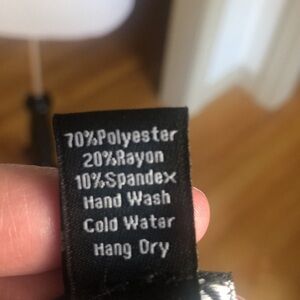 70%Polyester
20%Rayon
10%Spandex
Hand Wash
Cold Water
Hang Dry